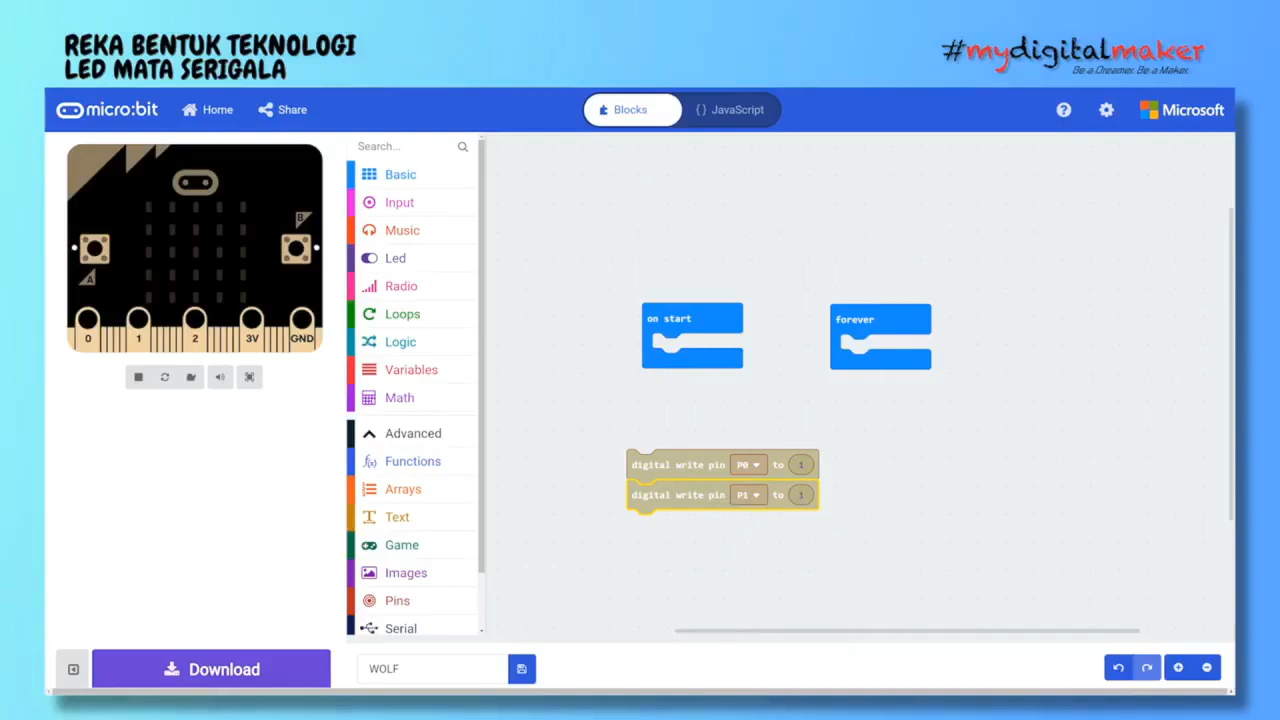 REKA BENTUK TEKNOLOGI
LED MATA SERIGALA
#mydigitalmaker
Be a Dreamer. Be a Maker.
micro:bit
Home
Share
Blocks
{ } JavaScript
?
Microsoft
A
B
0
1
2
3V
GND
Search...
Basic
Input
Music
Led
Radio
Loops
Logic
Variables
Math
Advanced
f(x) Functions
Arrays
Text
Game
Images
Pins
Serial
on start
forever
digital write pin P0 to 1
digital write pin P1 to 1
Download
WOLF